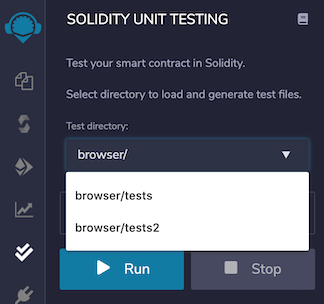 SOLIDITY UNIT TESTING
Test your smart contract in Solidity.
Select directory to load and generate test files.
Test directory:
browser/
browser/tests
browser/tests2
Run
Stop